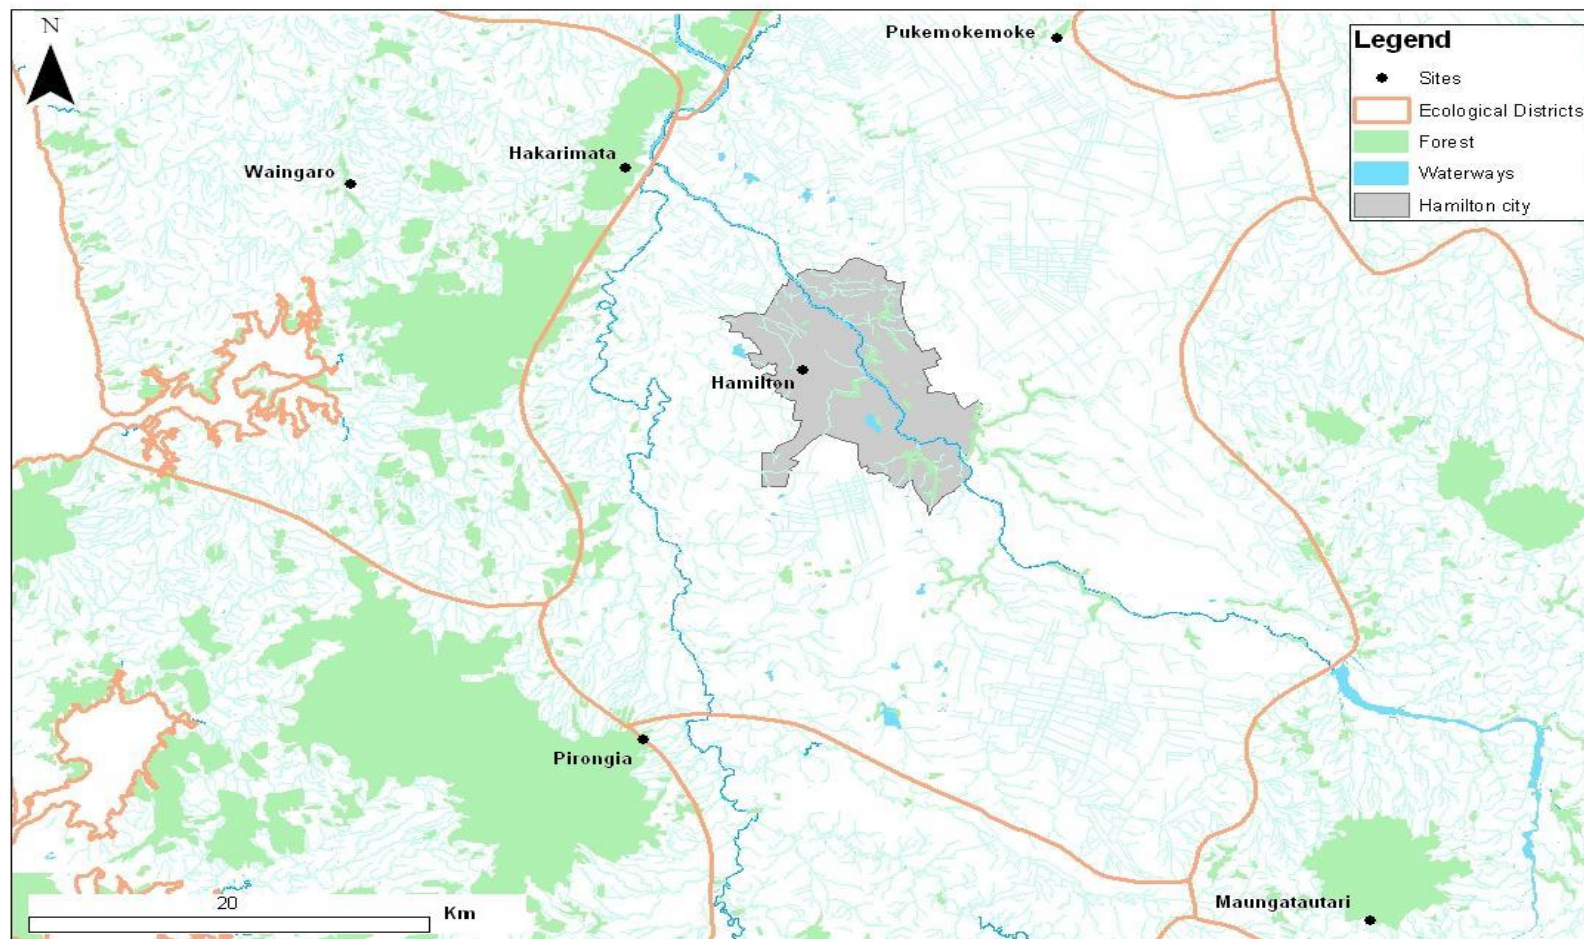 N
Pukemokemoke
Legend
Sites
Ecological Districts
Forest
Waterways
Hamilton city
Hakarimata
Waingaro
Hamilton
Pirongia
Maungatautari
20
Km